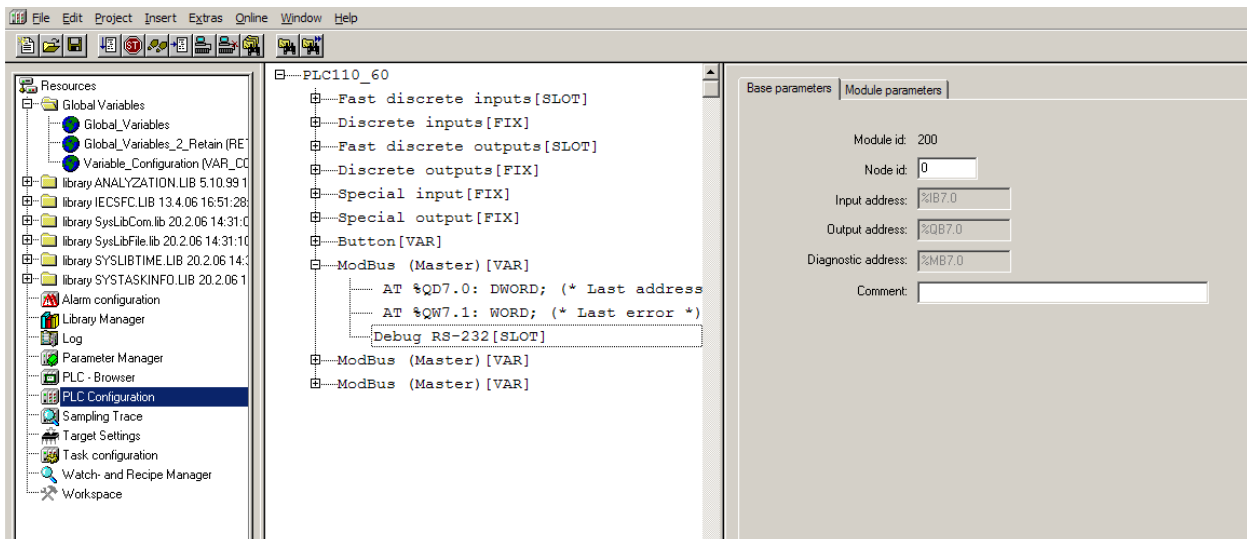 File Edit Project Insert Extras Online Window Help
Resources
Global Variables
Global_Variables
Global_Variables_2_Retain (RE
Variable_Configuration (VAR_CC
library ANALYZATION.LIB 5.10.99 1
library IECSFC.LIB 13.4.06 16:51:28:
library SysLibCom.lib 20.2.06 14:31:0
library SysLibFile.lib 20.2.06 14:31:10
library SYSLIBTIME.LIB 20.2.06 14:
library SYSTASKINFO.LIB 20.2.06 1
Alarm configuration
Library Manager
Log
Parameter Manager
PLC - Browser
PLC Configuration
Sampling Trace
Target Settings
Task configuration
Watch- and Recipe Manager
Workspace
PLC110_60
Fast discrete inputs[SLOT]
Discrete inputs[FIX]
Fast discrete outputs[SLOT]
Discrete outputs[FIX]
Special input[FIX]
Special output[FIX]
Button[VAR]
ModBus (Master)[VAR]
AT %QD7.0: DWORD; (* Last address
AT %QW7.1: WORD; (* Last error *)
Debug RS-232[SLOT]
ModBus (Master)[VAR]
ModBus (Master)[VAR]
Base parameters Module parameters
Module id: 200
Node id: 0
Input address: %IB7.0
Output address: %QB7.0
Diagnostic address: %MB7.0
Comment: